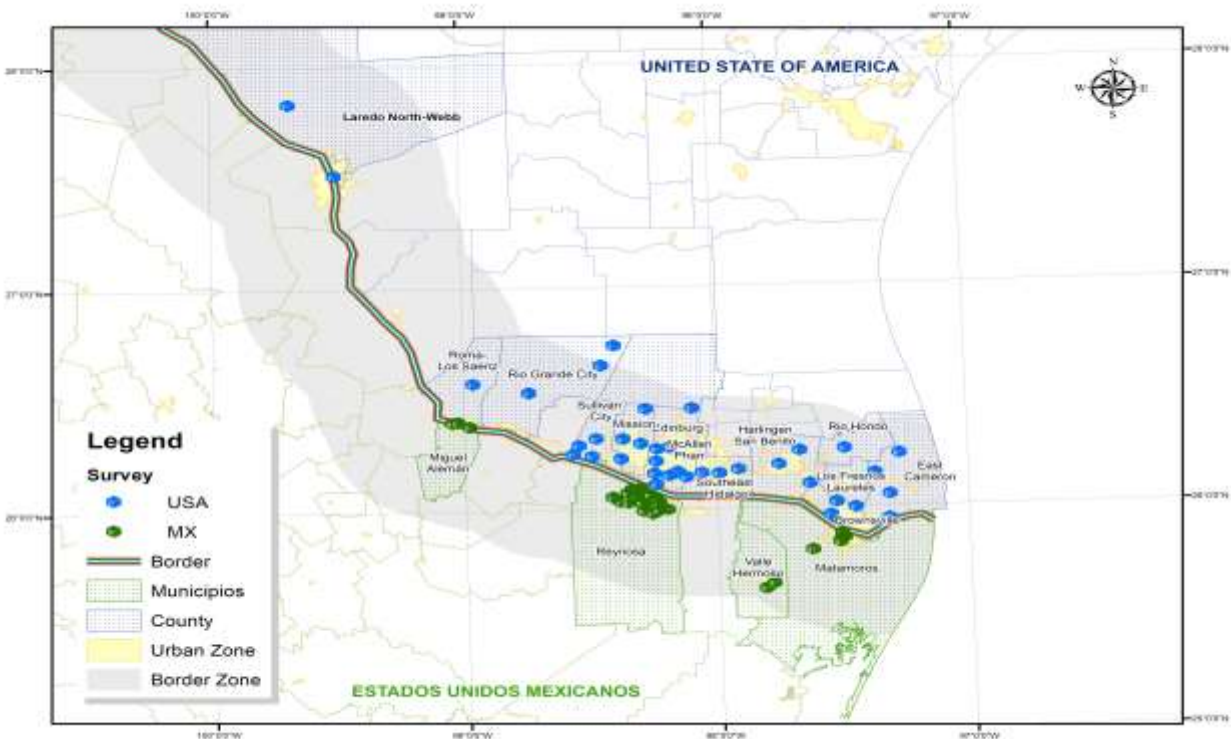 UNITED STATE OF AMERICA
N
W
E
S
Laredo North-Webb
Roma-
Los Saenz
Rio Grande City
Sullivan
City
Mission
Edinburg
McAllen
Pharr
Harlingen
San Benito
Rio Hondo
East
Cameron
Los Fresnos
Laureles
Southeast
Hidalgo
Brownsville
Miguel
Alemán
Reynosa
Valle
Hermoso
Matamoros
Legend
Survey
USA
MX
Border
Municipios
County
Urban Zone
Border Zone
ESTADOS UNIDOS MEXICANOS